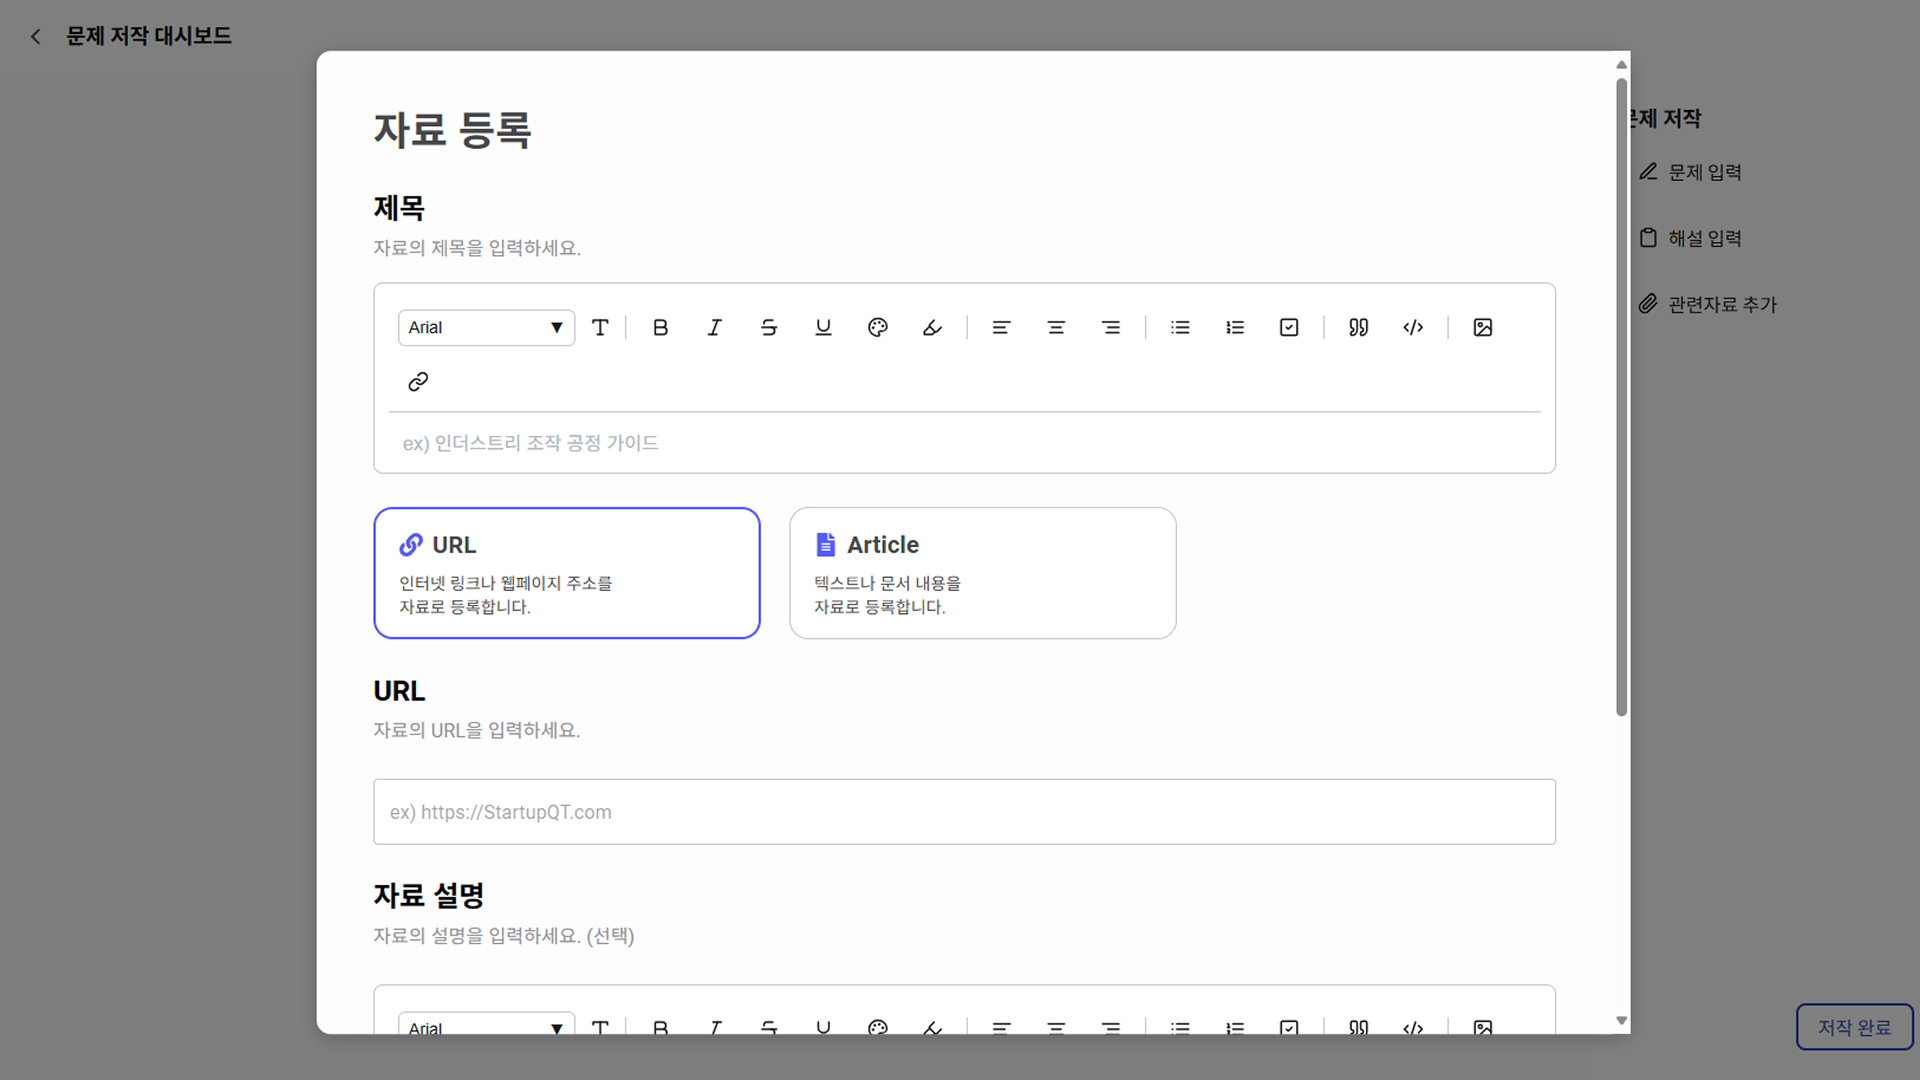 문제 저작 대시보드
자료 등록
제목
자료의 제목을 입력하세요.
Arial
ex) 인더스트리 조작 공정 가이드
URL
인터넷 링크나 웹페이지 주소를
자료로 등록합니다.
Article
텍스트나 문서 내용을
자료로 등록합니다.
URL
자료의 URL을 입력하세요.
ex) https://StartupQT.com
자료 설명
자료의 설명을 입력하세요. (선택)
Arial
문제 저작
문제 입력
해설 입력
관련자료 추가
저작 완료